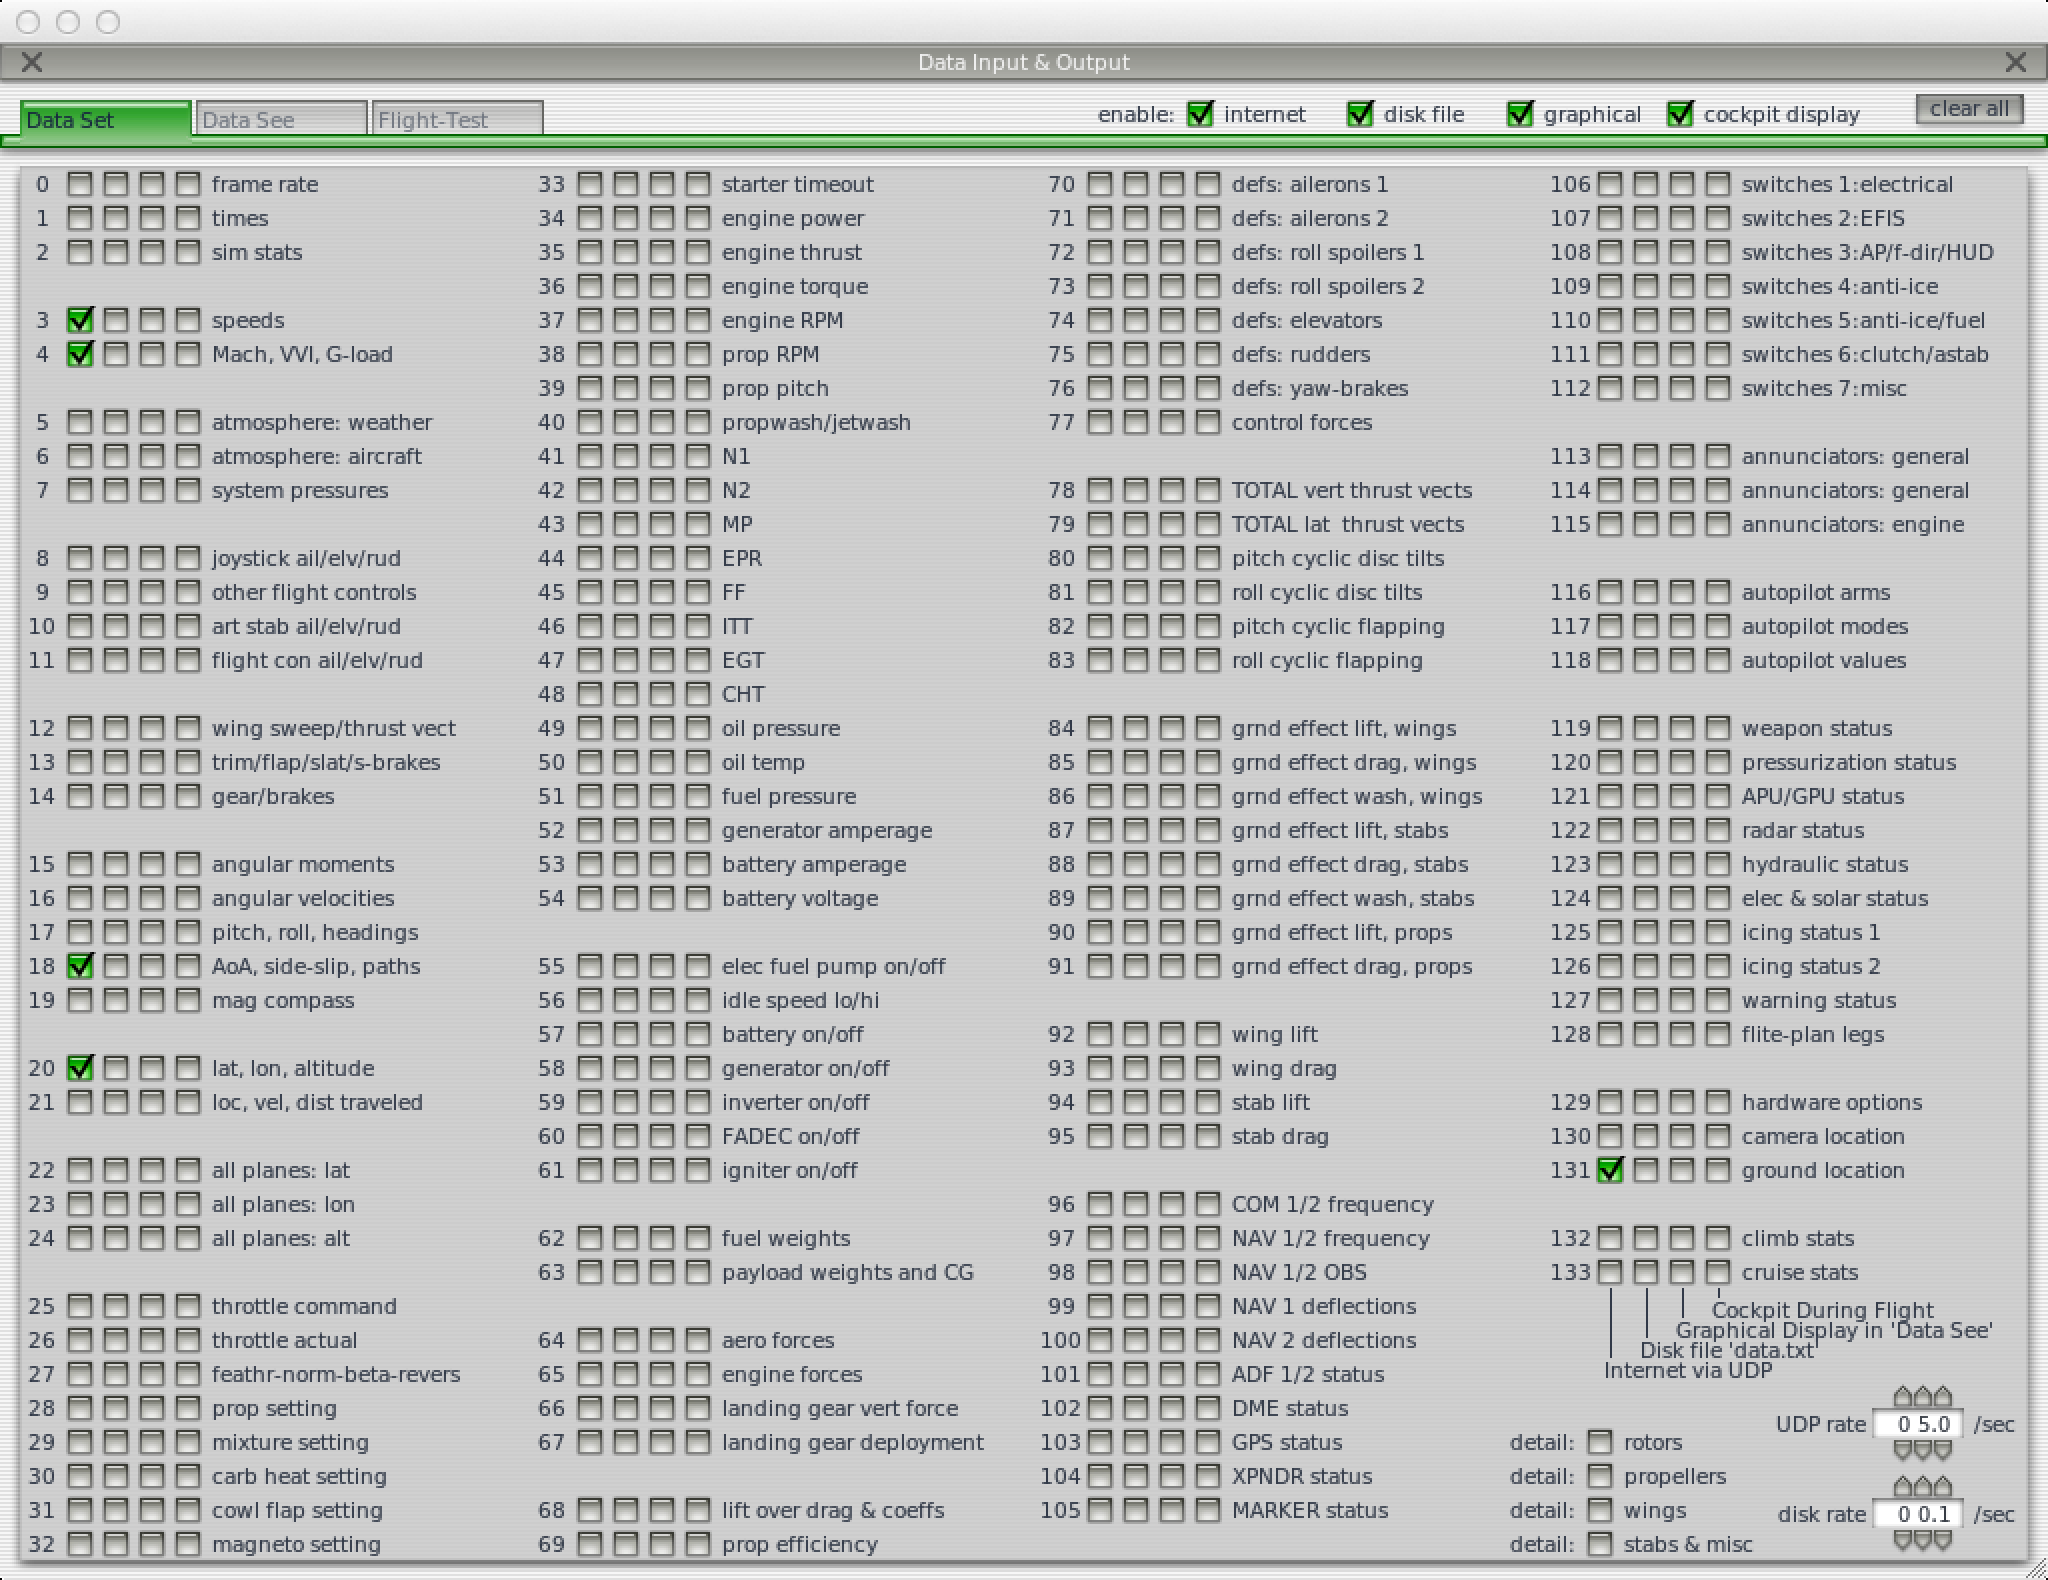 Data Input & Output
Data Set
Data See
Flight-Test
enable:
internet
disk file
graphical
cockpit display
clear all
0 frame rate
1 times
2 sim stats
3 speeds
4 Mach, VVI, G-load
5 atmosphere: weather
6 atmosphere: aircraft
7 system pressures
8 joystick ail/elv/rud
9 other flight controls
10 art stab ail/elv/rud
11 flight con ail/elv/rud
12 wing sweep/thrust vect
13 trim/flap/slat/s-brakes
14 gear/brakes
15 angular moments
16 angular velocities
17 pitch, roll, headings
18 AoA, side-slip, paths
19 mag compass
20 lat, lon, altitude
21 loc, vel, dist traveled
22 all planes: lat
23 all planes: lon
24 all planes: alt
25 throttle command
26 throttle actual
27 feathr-norm-beta-revers
28 prop setting
29 mixture setting
30 carb heat setting
31 cowl flap setting
32 magneto setting
33 starter timeout
34 engine power
35 engine thrust
36 engine torque
37 engine RPM
38 prop RPM
39 prop pitch
40 propwash/jetwash
41 N1
42 N2
43 MP
44 EPR
45 FF
46 ITT
47 EGT
48 CHT
49 oil pressure
50 oil temp
51 fuel pressure
52 generator amperage
53 battery amperage
54 battery voltage
55 elec fuel pump on/off
56 idle speed lo/hi
57 battery on/off
58 generator on/off
59 inverter on/off
60 FADEC on/off
61 igniter on/off
62 fuel weights
63 payload weights and CG
64 aero forces
65 engine forces
66 landing gear vert force
67 landing gear deployment
68 lift over drag & coeffs
69 prop efficiency
70 defs: ailerons 1
71 defs: ailerons 2
72 defs: roll spoilers 1
73 defs: roll spoilers 2
74 defs: elevators
75 defs: rudders
76 defs: yaw-brakes
77 control forces
78 TOTAL vert thrust vects
79 TOTAL lat  thrust vects
80 pitch cyclic disc tilts
81 roll cyclic disc tilts
82 pitch cyclic flapping
83 roll cyclic flapping
84 grnd effect lift, wings
85 grnd effect drag, wings
86 grnd effect wash, wings
87 grnd effect lift, stabs
88 grnd effect drag, stabs
89 grnd effect wash, stabs
90 grnd effect lift, props
91 grnd effect drag, props
92 wing lift
93 wing drag
94 stab lift
95 stab drag
96 COM 1/2 frequency
97 NAV 1/2 frequency
98 NAV 1/2 OBS
99 NAV 1 deflections
100 NAV 2 deflections
101 ADF 1/2 status
102 DME status
103 GPS status
104 XPNDR status
105 MARKER status
106 switches 1:electrical
107 switches 2:EFIS
108 switches 3:AP/f-dir/HUD
109 switches 4:anti-ice
110 switches 5:anti-ice/fuel
111 switches 6:clutch/astab
112 switches 7:misc
113 annunciators: general
114 annunciators: general
115 annunciators: engine
116 autopilot arms
117 autopilot modes
118 autopilot values
119 weapon status
120 pressurization status
121 APU/GPU status
122 radar status
123 hydraulic status
124 elec & solar status
125 icing status 1
126 icing status 2
127 warning status
128 flite-plan legs
129 hardware options
130 camera location
131 ground location
132 climb stats
133 cruise stats
Cockpit During Flight
Graphical Display in 'Data See'
Disk file 'data.txt'
Internet via UDP
UDP rate 0 5.0 /sec
detail: rotors
detail: propellers
detail: wings
disk rate 0 0.1 /sec
detail: stabs & misc